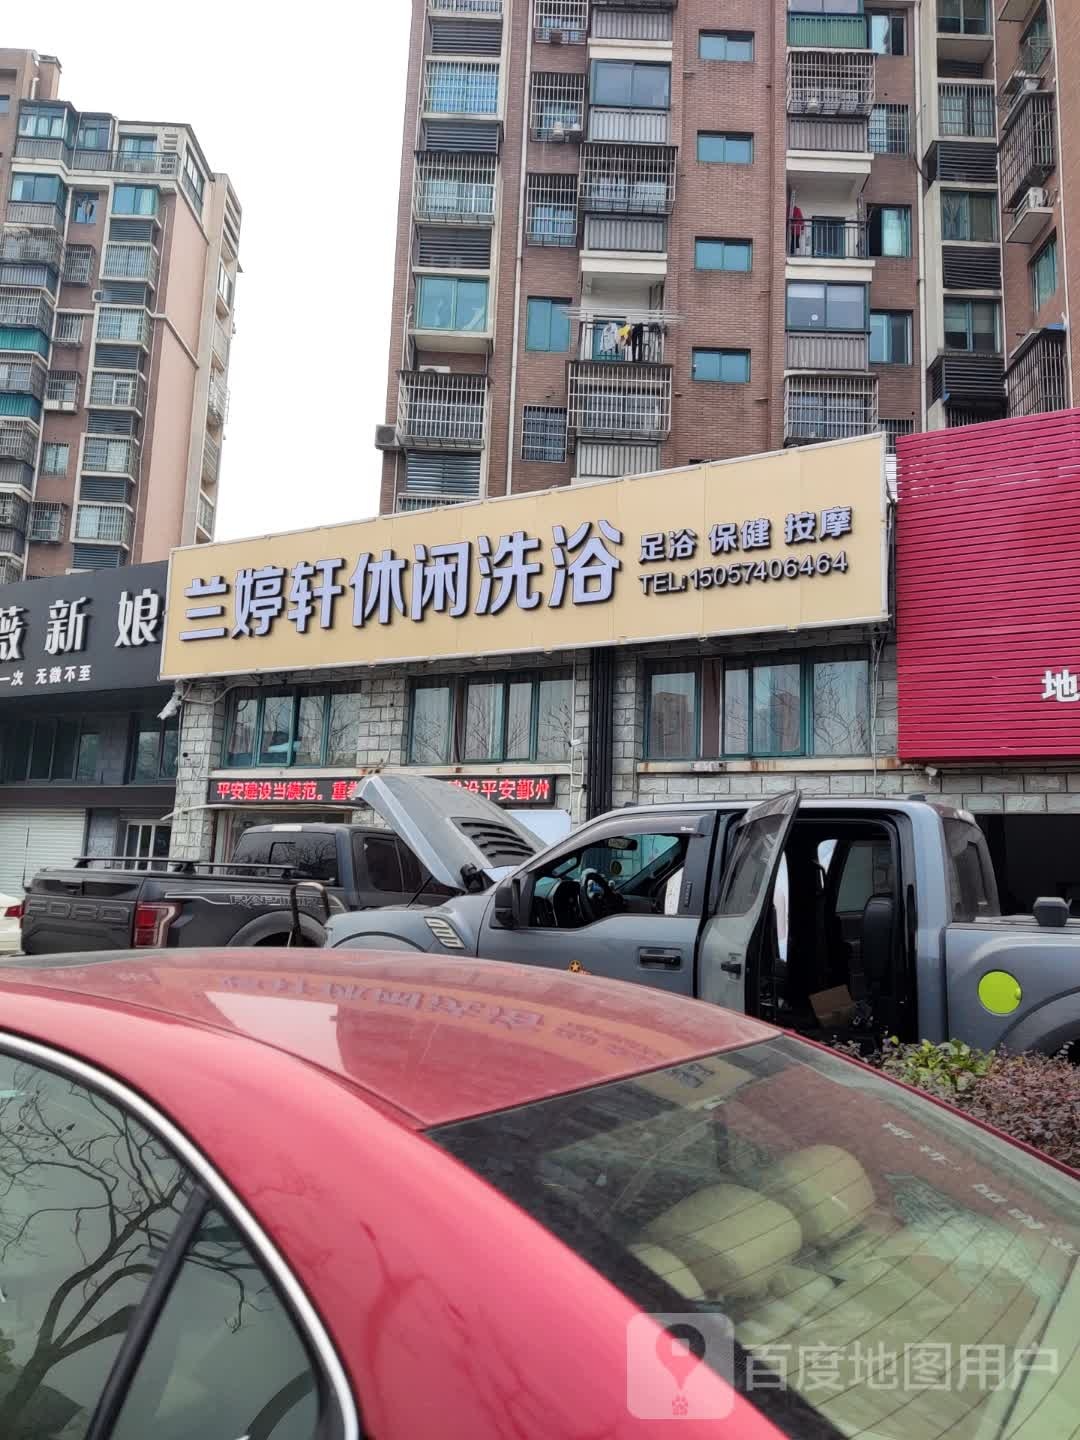 兰婷轩休闲洗浴
足浴 保健 按摩
TEL:15057406464
薇新 娘
一次 无微不至
地
平安建设当模范。重
设平安鄞州
RAPTOR
百度地图用户